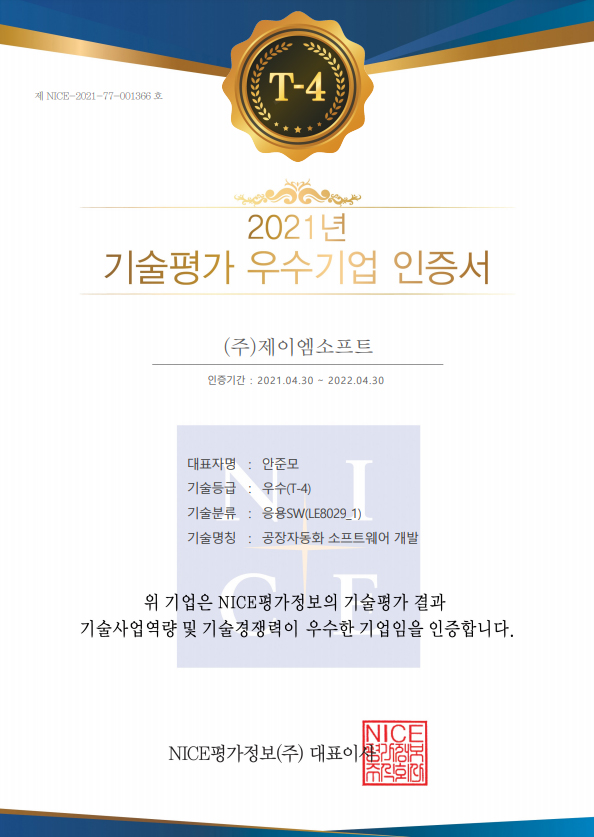 T-4
제 NICE-2021-77-001366 호
2021년
기술평가 우수기업 인증서
(주)제이엠소프트
인증기간 : 2021.04.30 ~ 2022.04.30
NICE
대표자명 : 안준모
기술등급 : 우수(T-4)
기술분류 : 응용SW(LE8029_1)
기술명칭 : 공장자동화 소프트웨어 개발
위 기업은 NICE평가정보의 기술평가 결과
기술사업역량 및 기술경쟁력이 우수한 기업임을 인증합니다.
NICE평가정보(주) 대표이사
NICE